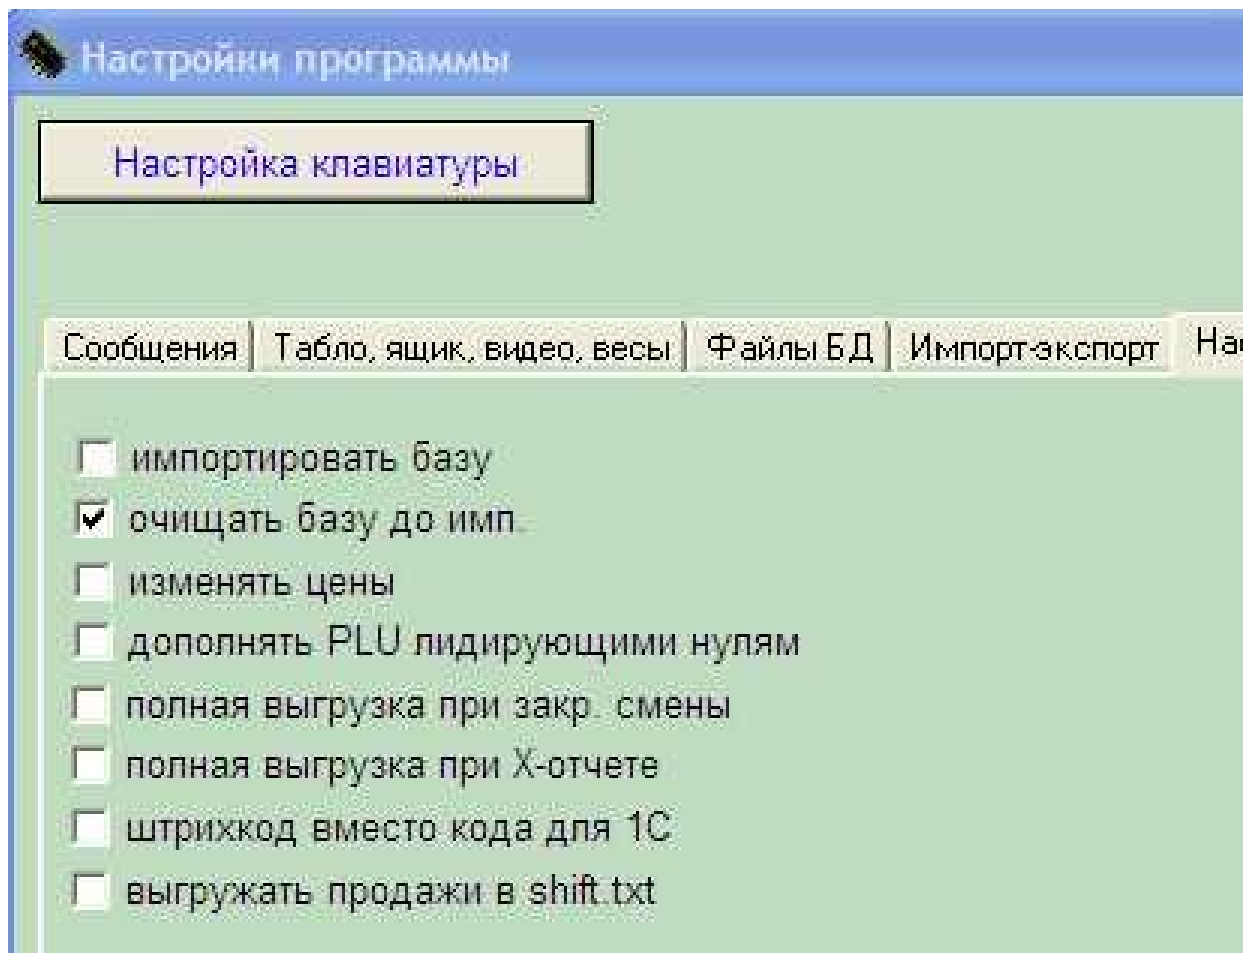 Настройки программы
Настройка клавиатуры
Сообщения Табло, ящик, видео, весы Файлы БД Импорт-экспорт
импортировать базу
очищать базу до имп.
изменять цены
дополнять PLU лидирующими нулям
полная выгрузка при закр. смены
полная выгрузка при X-отчете
штрихкод вместо кода для 1С
выгружать продажи в shift.txt